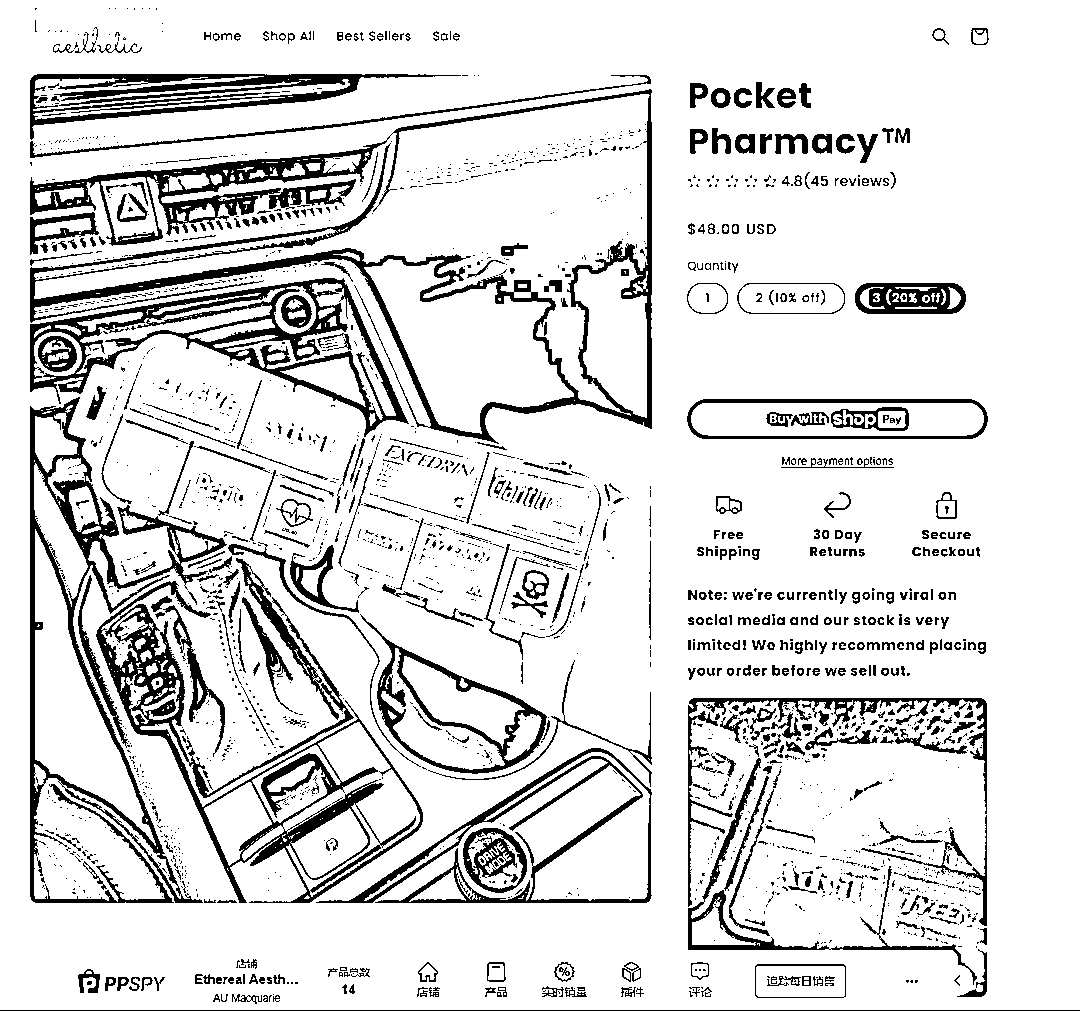 aesthetic
Home Shop All Best Sellers Sale
Pocket
Pharmacy™
4.8(45 reviews)
$48.00 USD
Quantity
1 2 (10% off) 3 (20% off)
Buy with shop Pay
More payment options
Free
Shipping
30 Day
Returns
Secure
Checkout
Note: we're currently going viral on
social media and our stock is very
limited! We highly recommend placing
your order before we sell out.
EXCEDRIN
Pepto
Claritin
DRIVE
MODE
P
Advil
PPSPY
店铺
Ethereal Aesth...
AU Macquarie
产品总数
14
店铺
产品
实时销量
插件
评论
追踪每日销售
...